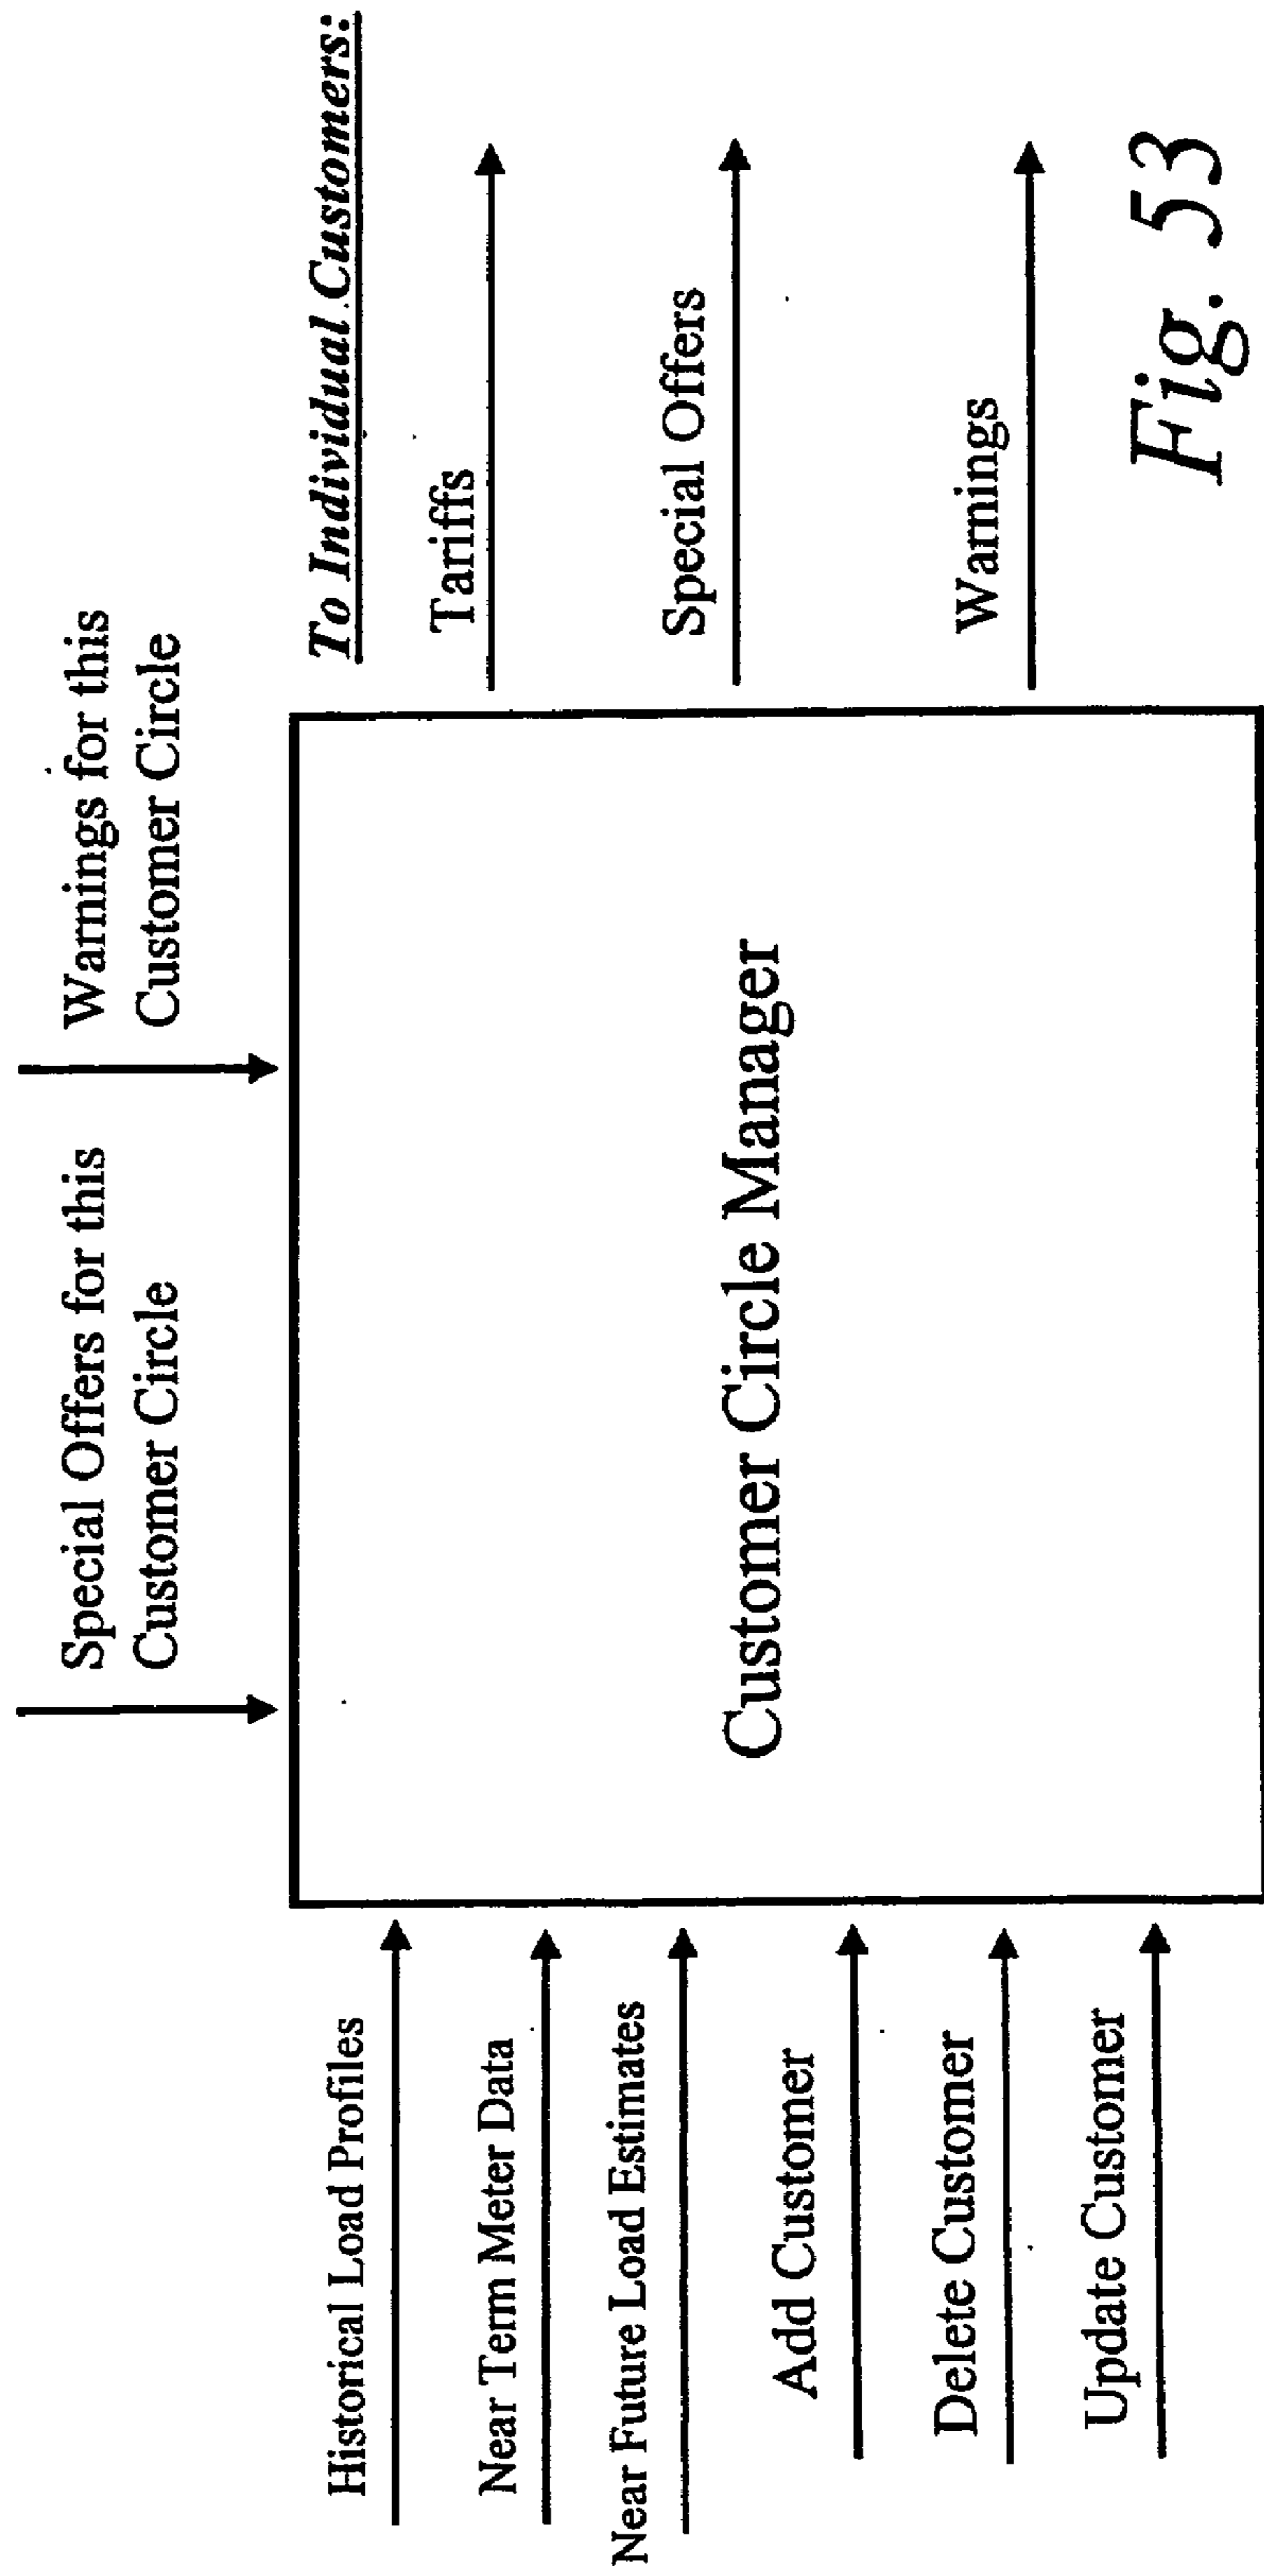 Special Offers for this
Customer Circle
Warnings for this
Customer Circle
To Individual Customers:
Historical Load Profiles
Near Term Meter Data
Near Future Load Estimates
Add Customer
Delete Customer
Update Customer
Customer Circle Manager
Tariffs
Special Offers
Warnings
Fig. 53